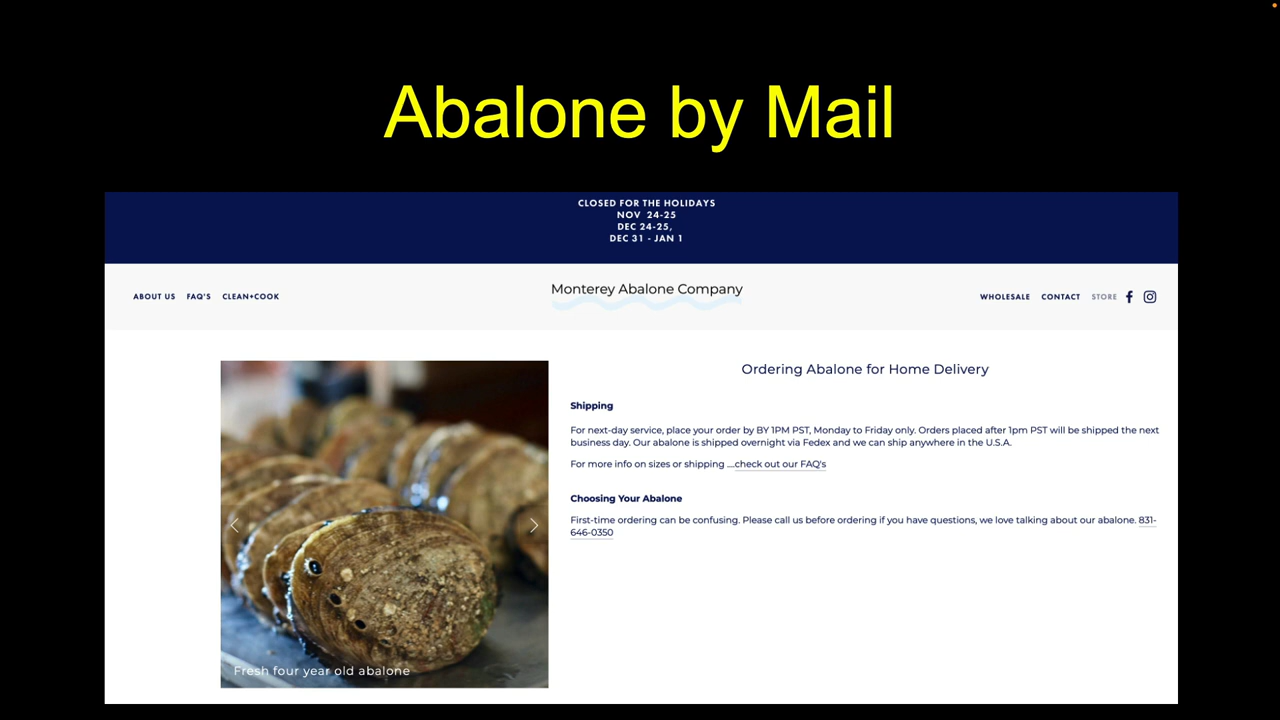 Abalone by Mail
CLOSED FOR THE HOLIDAYS
NOV 24-25
DEC 24-25,
DEC 31 - JAN 1
ABOUT US FAQ'S CLEAN+COOK
Monterey Abalone Company
WHOLESALE CONTACT STORE
Ordering Abalone for Home Delivery
Shipping
For next-day service, place your order by BY 1PM PST, Monday to Friday only. Orders placed after 1pm PST will be shipped the next
business day. Our abalone is shipped overnight via Fedex and we can ship anywhere in the U.S.A.
For more info on sizes or shipping ....check out our FAQ's
Choosing Your Abalone
First-time ordering can be confusing. Please call us before ordering if you have questions, we love talking about our abalone. 831-
646-0350
Fresh four year old abalone